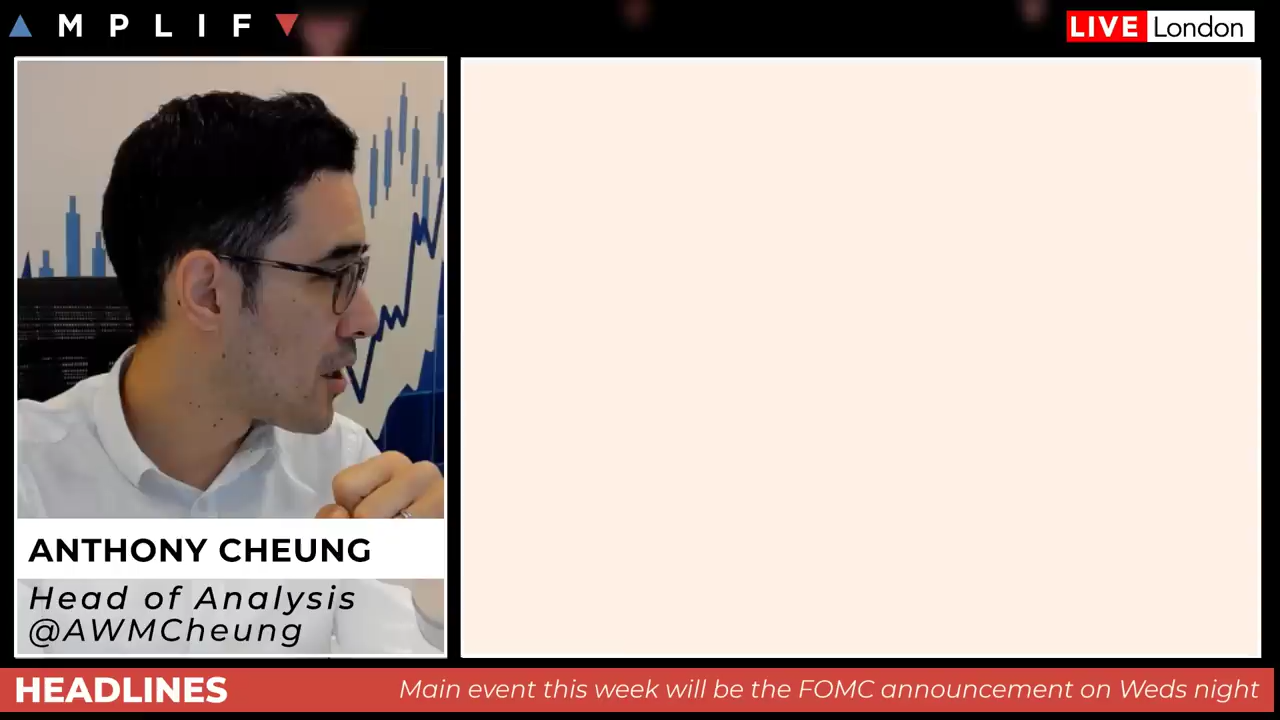 MPLIF
LIVE London
ANTHONY CHEUNG
Head of Analysis
@AWMCheung
HEADLINES
Main event this week will be the FOMC announcement on Weds night